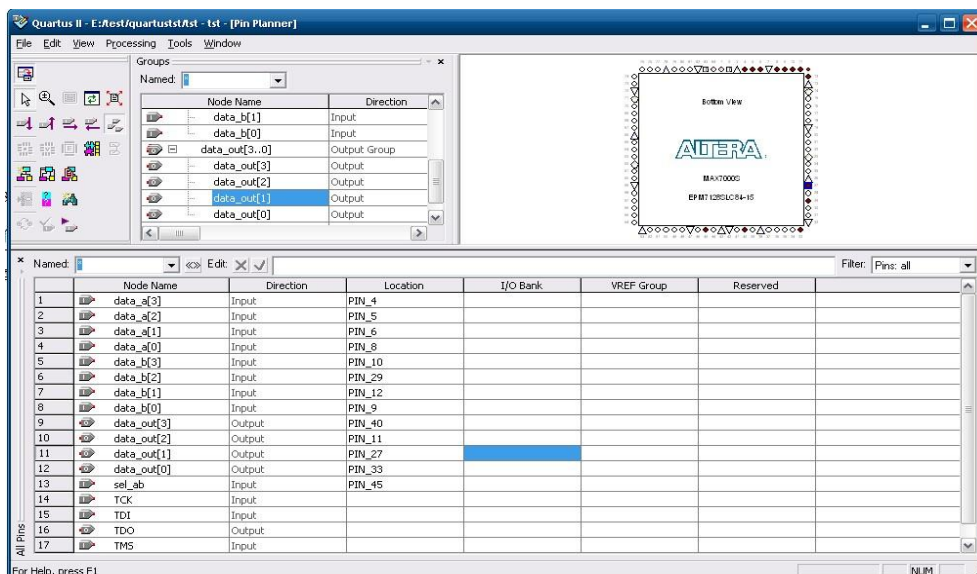 Quartus II - E:/test/quartustst/tst - tst - [Pin Planner]
File Edit View Processing Tools Window
Groups
Named: *
Node Name Direction
data_b[1] Input
data_b[0] Input
data_out[3..0] Output Group
data_out[3] Output
data_out[2] Output
data_out[1] Output
data_out[0] Output
Bottom View
ALTERA
MAX7000S
EPM7128SLC84-15
Named: * Edit: Filter: Pins: all
Node Name Direction Location I/O Bank VREF Group Reserved
1 data_a[3] Input PIN_4
2 data_a[2] Input PIN_5
3 data_a[1] Input PIN_6
4 data_a[0] Input PIN_8
5 data_b[3] Input PIN_10
6 data_b[2] Input PIN_29
7 data_b[1] Input PIN_12
8 data_b[0] Input PIN_9
9 data_out[3] Output PIN_40
10 data_out[2] Output PIN_11
11 data_out[1] Output PIN_27
12 data_out[0] Output PIN_33
13 sel_ab Input PIN_45
14 TCK Input
15 TDI Input
16 TDO Output
17 TMS Input
All Pins
For Help, press F1 NUM